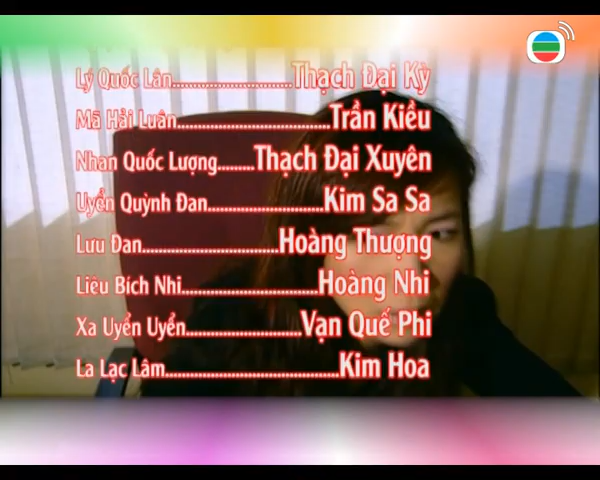 Lý Quốc Lân............................Thạch Đại Kỳ
Mã Hải Luân....................................Trần Kiều
Nhan Quốc Lượng.........Thạch Đại Xuyên
Uyển Quỳnh Đan...........................Kim Sa Sa
Lưu Đan................................Hoàng Thượng
Liêu Bích Nhi................................Hoàng Nhi
Xa Uyển Uyển...........................Vạn Quế Phi
La Lạc Lâm.........................................Kim Hoa